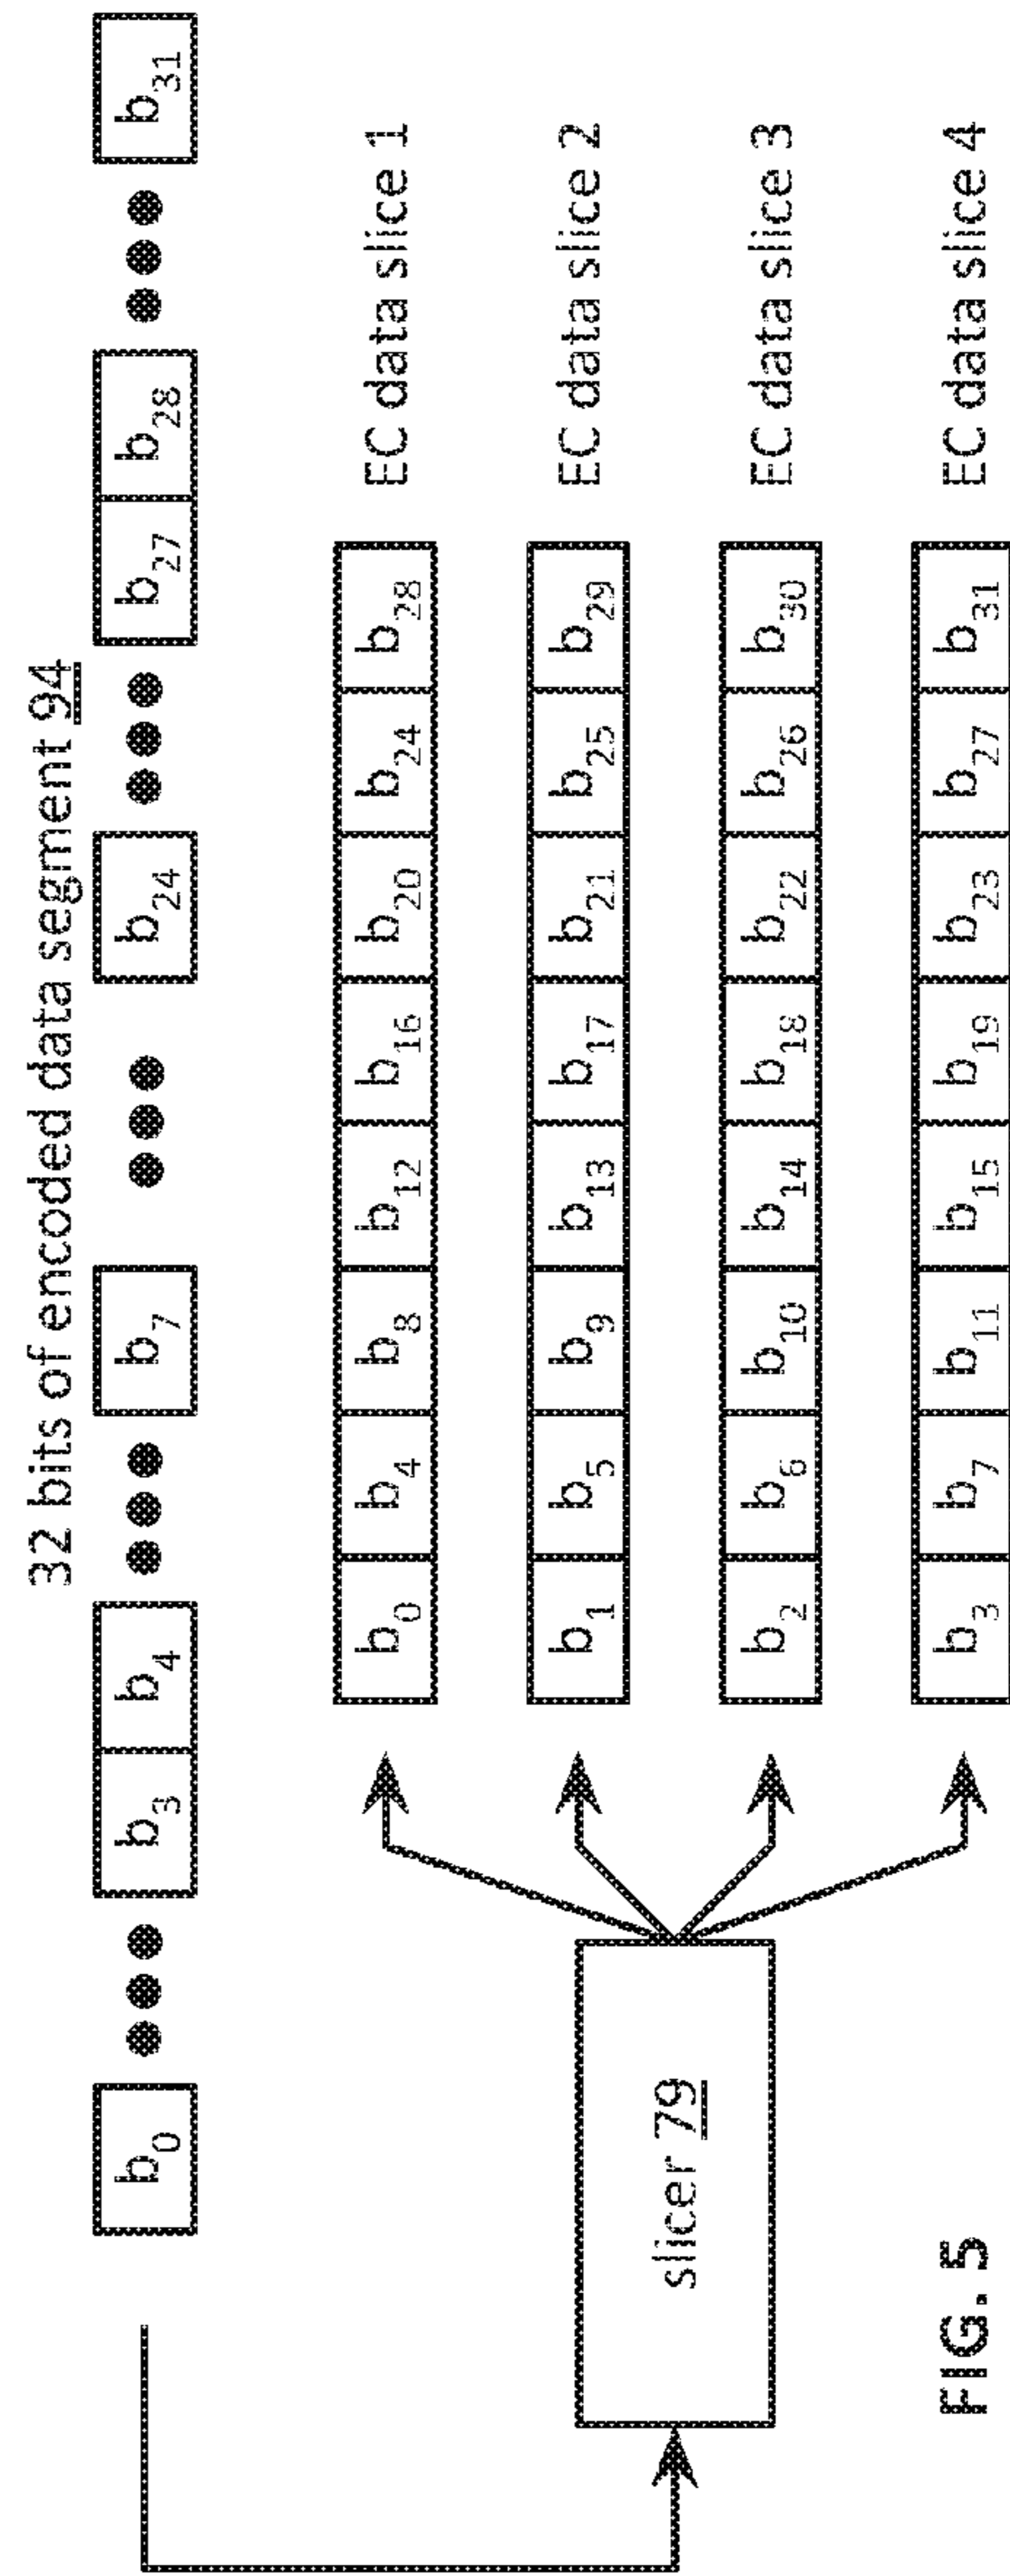 32 bits of encoded data segment 94
b0 b3 b4 b7 b24 b27 b28 b31
b0 b4 b8 b12 b16 b20 b24 b28 EC data slice 1
b1 b5 b9 b13 b17 b21 b25 b29 EC data slice 2
slicer 79
b2 b6 b10 b14 b18 b22 b26 b30 EC data slice 3
b3 b7 b11 b15 b19 b23 b27 b31 EC data slice 4
FIG. 5